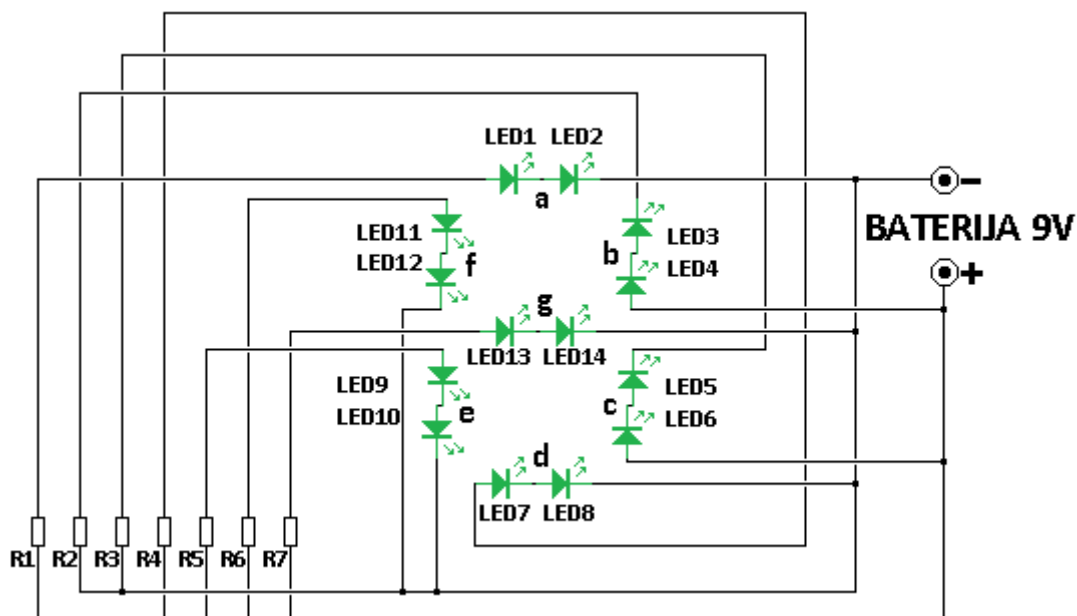 LED1 LED2
a
−
LED11
LED12
f
b
LED3
LED4
BATERIJA 9V
+
g
LED13 LED14
LED9
LED10
e
c
LED5
LED6
d
LED7 LED8
R1 R2 R3 R4 R5 R6 R7